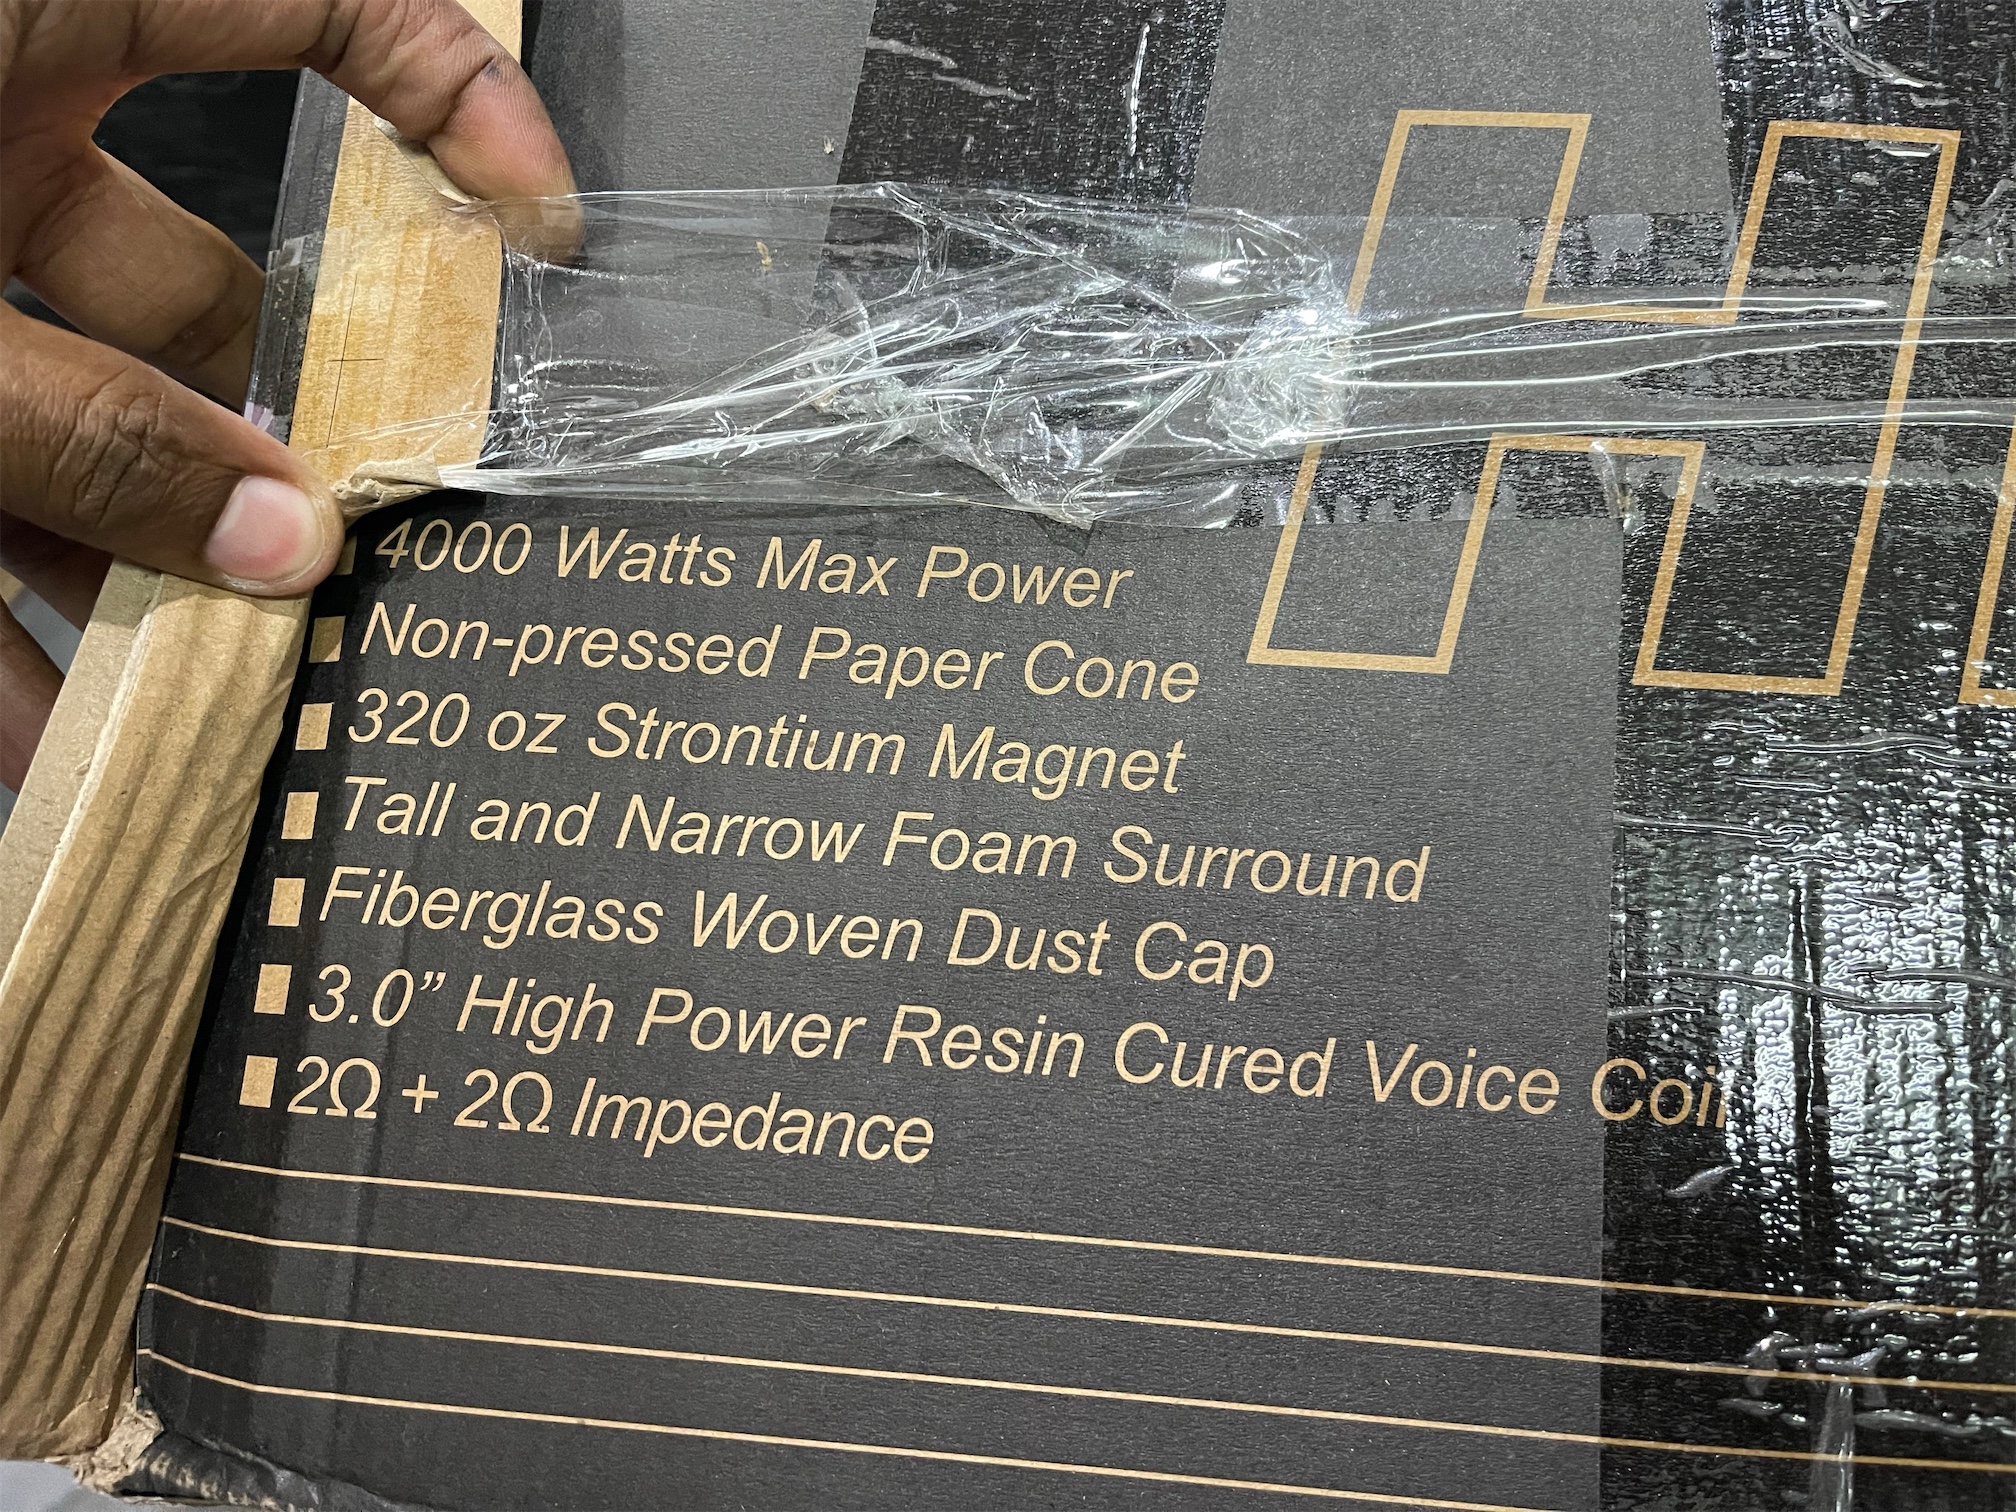 H
4000 Watts Max Power
Non-pressed Paper Cone
320 oz Strontium Magnet
Tall and Narrow Foam Surround
Fiberglass Woven Dust Cap
3.0” High Power Resin Cured Voice Coil
2Ω + 2Ω Impedance